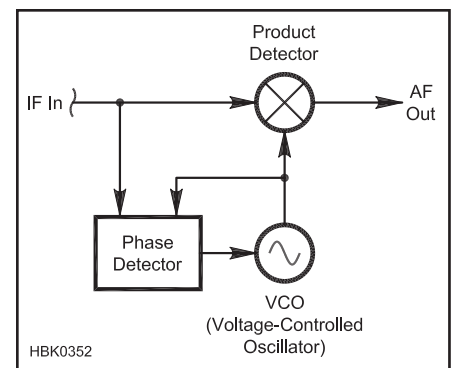 Product
Detector
IF In
AF
Out
Phase
Detector
VCO
(Voltage-Controlled
Oscillator)
HBK0352